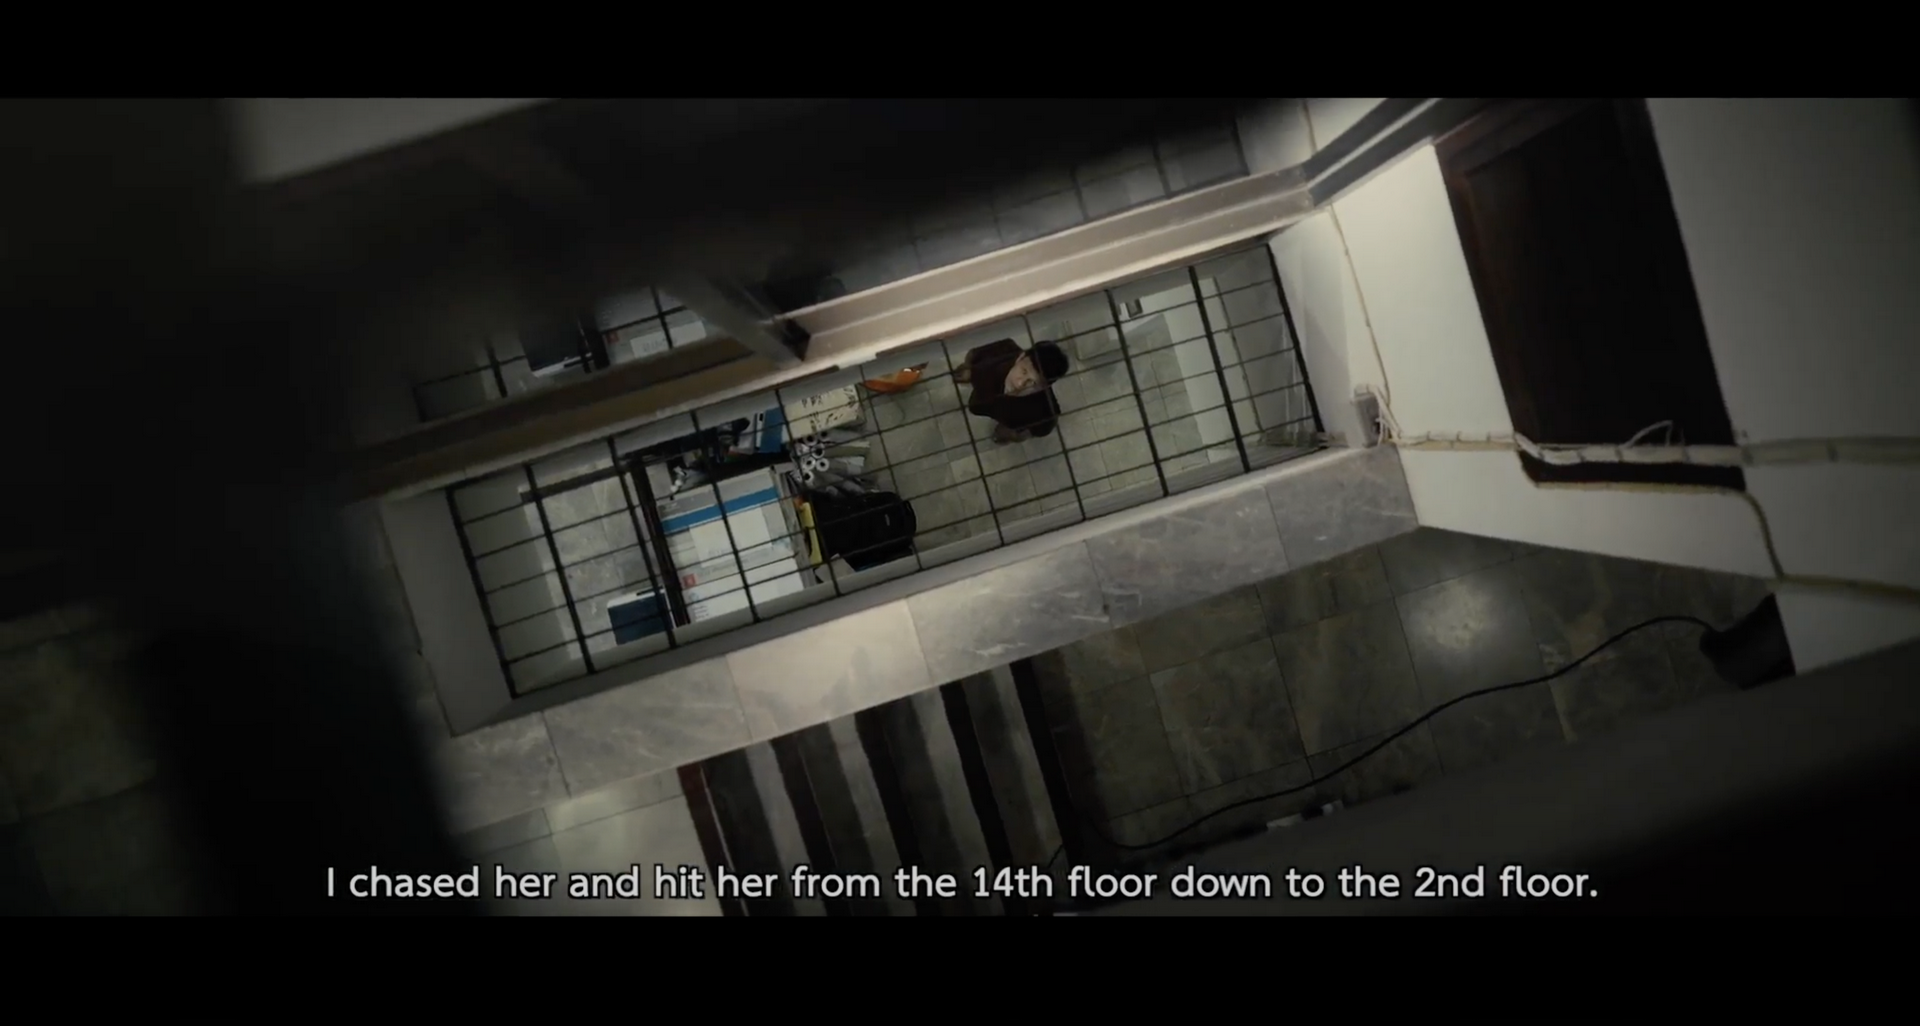 I chased her and hit her from the 14th floor down to the 2nd floor.